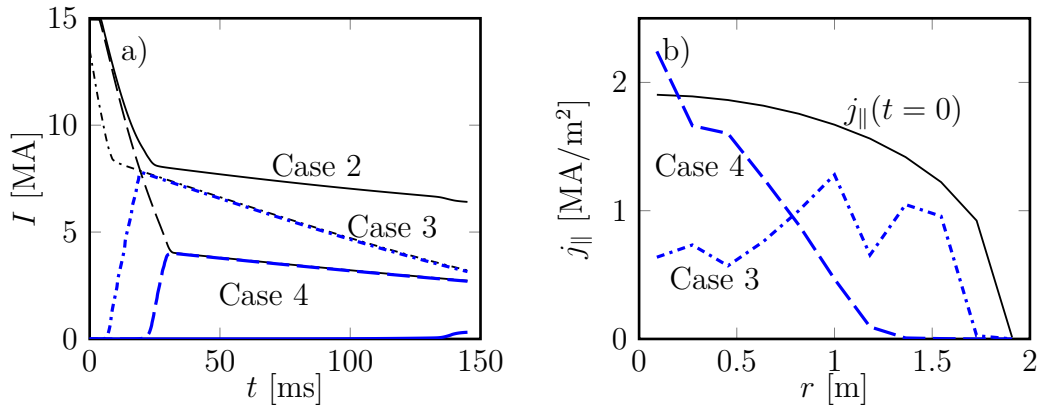 15
10
5
0
0
50
100
150
I [MA]
t [ms]
a)
Case 2
Case 3
Case 4
2
1
0
0
0.5
1
1.5
2
j∥ [MA/m²]
r [m]
b)
j∥(t = 0)
Case 4
Case 3